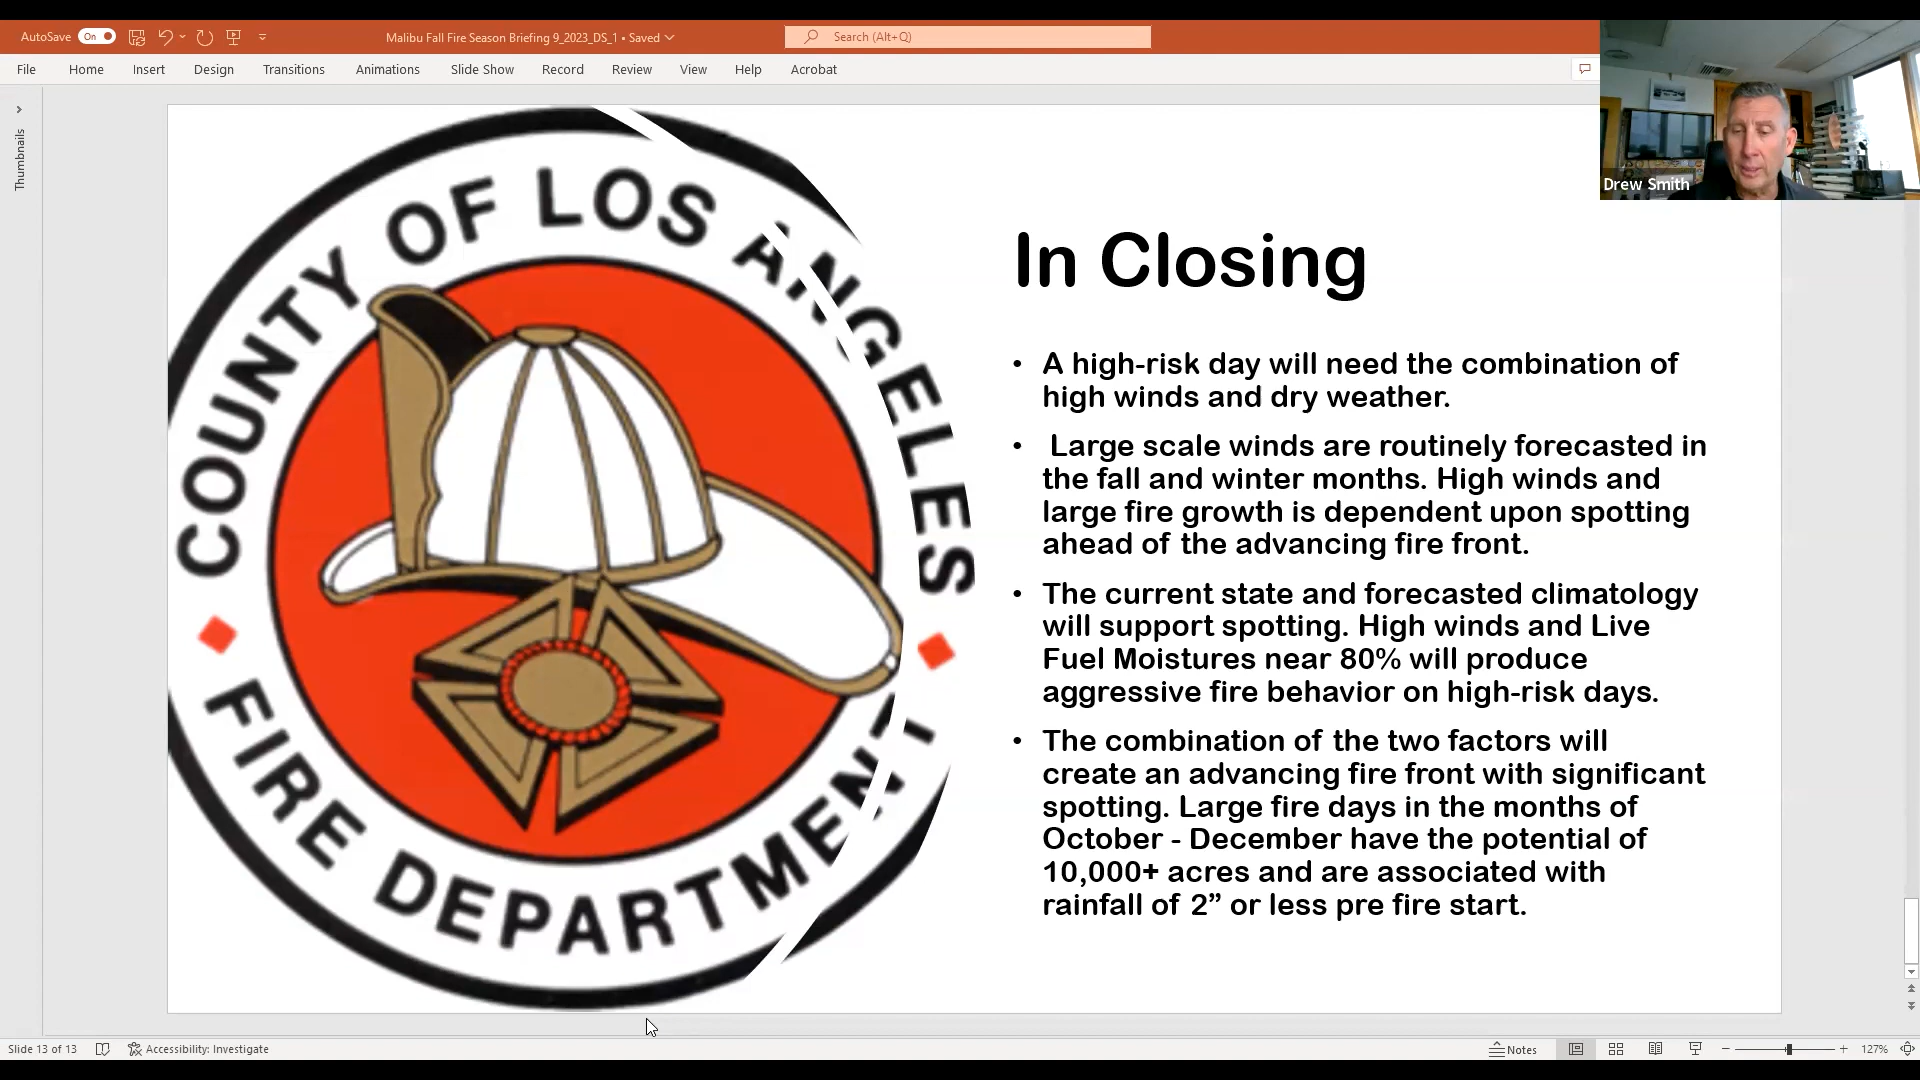 AutoSave On
Malibu Fall Fire Season Briefing 9_2023_DS_1 • Saved
Search (Alt+Q)
File Home Insert Design Transitions Animations Slide Show Record Review View Help Acrobat
Thumbnails
Drew Smith
COUNTY OF LOS ANGELES
FIRE DEPARTMENT
In Closing
• A high-risk day will need the combination of
high winds and dry weather.
• Large scale winds are routinely forecasted in
the fall and winter months. High winds and
large fire growth is dependent upon spotting
ahead of the advancing fire front.
• The current state and forecasted climatology
will support spotting. High winds and Live
Fuel Moistures near 80% will produce
aggressive fire behavior on high-risk days.
• The combination of the two factors will
create an advancing fire front with significant
spotting. Large fire days in the months of
October - December have the potential of
10,000+ acres and are associated with
rainfall of 2” or less pre fire start.
Slide 13 of 13
Accessibility: Investigate
Notes
127%